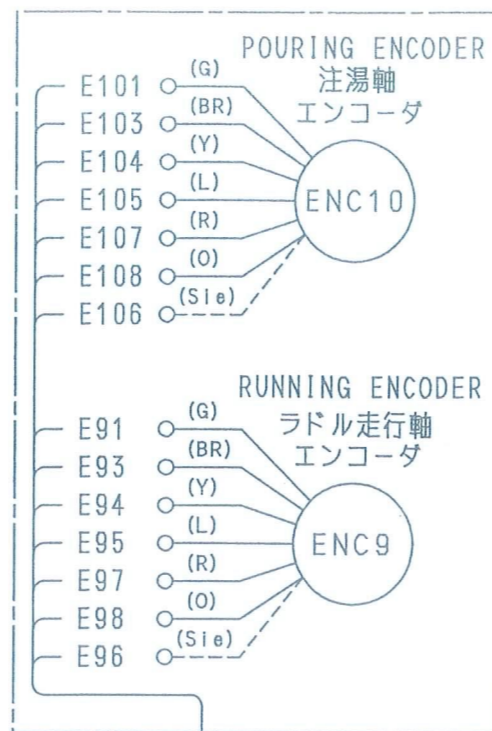 POURING ENCODER
注湯軸
エンコーダ
E101 (G)
E103 (BR)
E104 (Y)
E105 (L)
E107 (R)
E108 (O)
E106 (Sie)
ENC10
RUNNING ENCODER
ラドル走行軸
エンコーダ
E91 (G)
E93 (BR)
E94 (Y)
E95 (L)
E97 (R)
E98 (O)
E96 (Sie)
ENC9